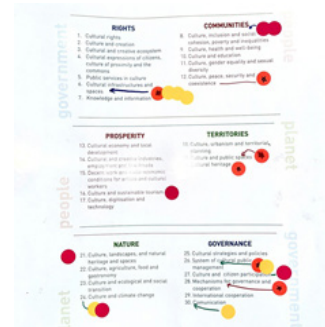 government
people
planet
RIGHTS
1. Cultural rights
2. Culture and creation
3. Cultural and creative ecosystem
4. Cultural expressions of citizens,
culture of proximity and the
commons
5. Public services in culture
6. Cultural infrastructures and
spaces
7. Knowledge and information
COMMUNITIES
8. Culture, inclusion and social
cohesion, poverty and inequalities
9. Culture, health and well-being
10. Culture and education
11. Culture, gender equality and sexual
diversity
12. Culture, peace, security and
coexistence
PROSPERITY
13. Cultural economy and local
development
14. Cultural and creative industries,
employment and
15. Decent work and economic
conditions for artists and cultural
workers
16. Culture and sustainable tourism
17. Culture, digitisation and
technology
TERRITORIES
18. Culture, urbanism and territorial
planning
Culture and public spaces
cultural heritage
NATURE
21. Culture, landscapes, and natural
heritage and spaces
22. Culture, agriculture, food and
gastronomy
23. Culture and ecological and social
transition
24. Culture and climate change
GOVERNANCE
25. Cultural strategies and policies
26. System of cultural public
management
27. Culture and citizen participation
28. Mechanisms for governance and
cooperation
29. International cooperation
30. Comunication
people
planet
government